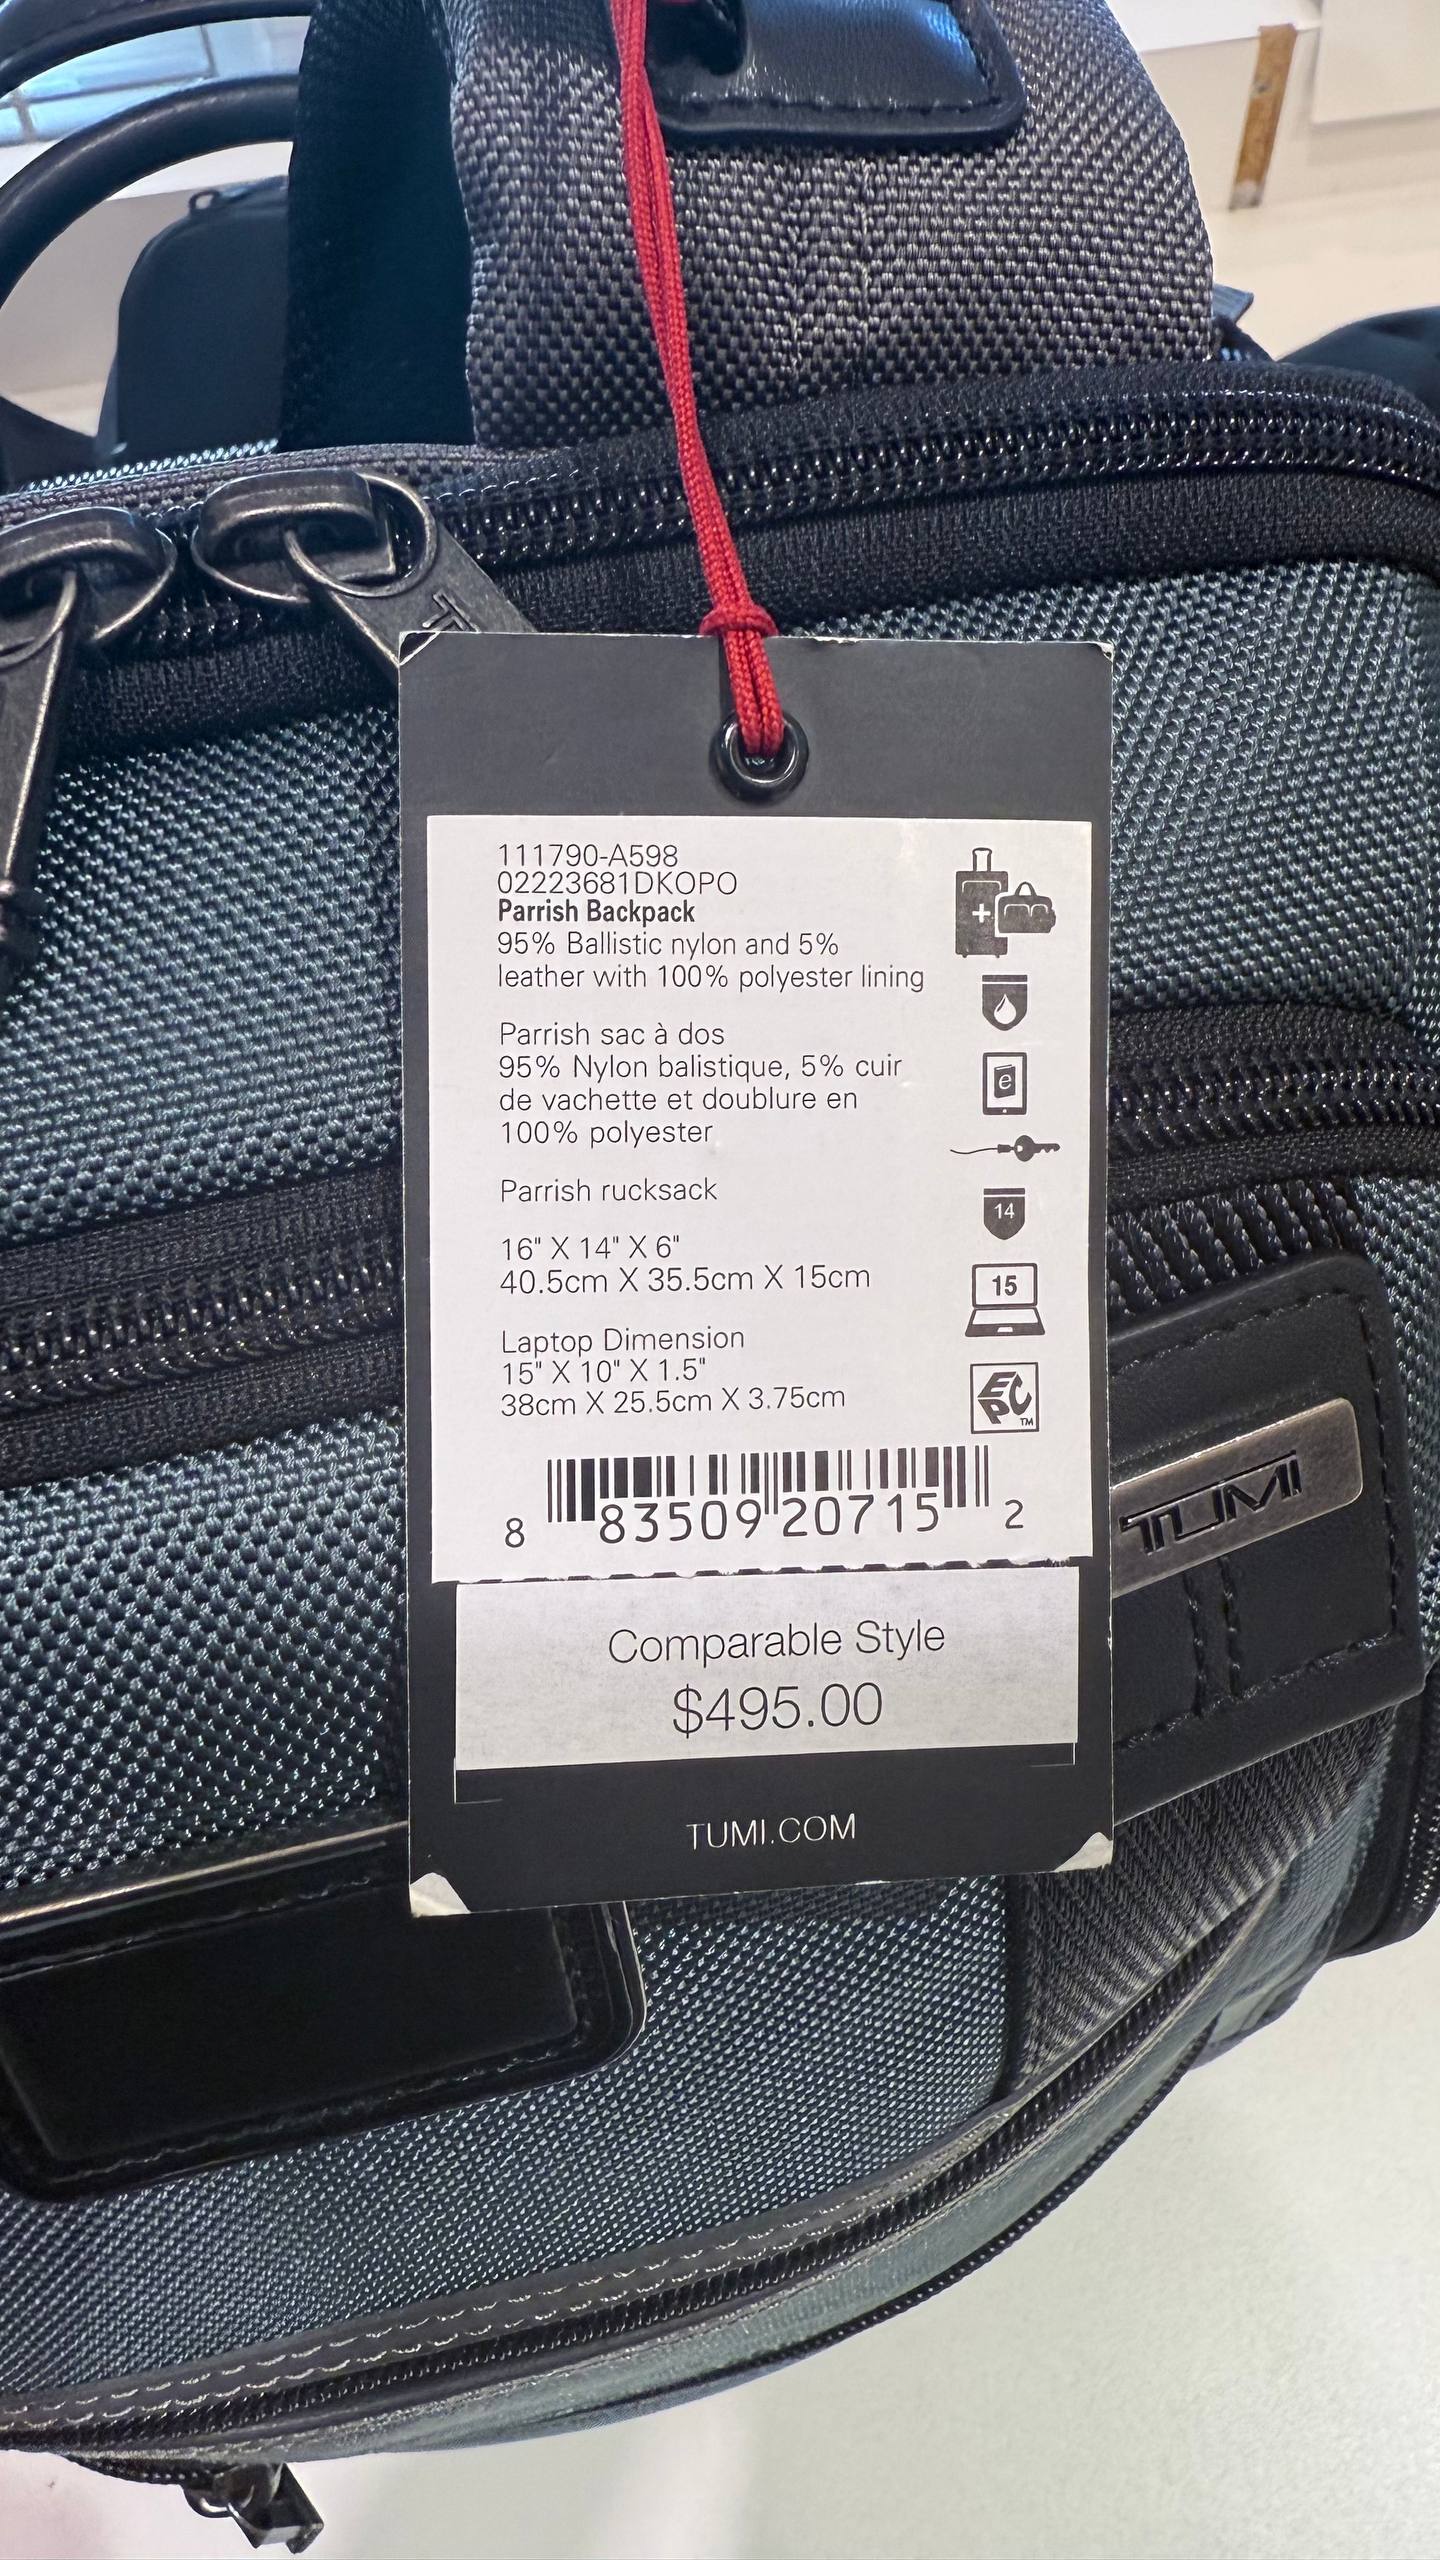 111790-A598
02223681DKOPO
Parrish Backpack
95% Ballistic nylon and 5%
leather with 100% polyester lining
Parrish sac à dos
95% Nylon balistique, 5% cuir
de vachette et doublure en
100% polyester
Parrish rucksack
16" X 14" X 6"
40.5cm X 35.5cm X 15cm
Laptop Dimension
15" X 10" X 1.5"
38cm X 25.5cm X 3.75cm
+
e
14
15
EPC TM
8 83509 20715 2
Comparable Style
$495.00
TUMI.COM
TUMI